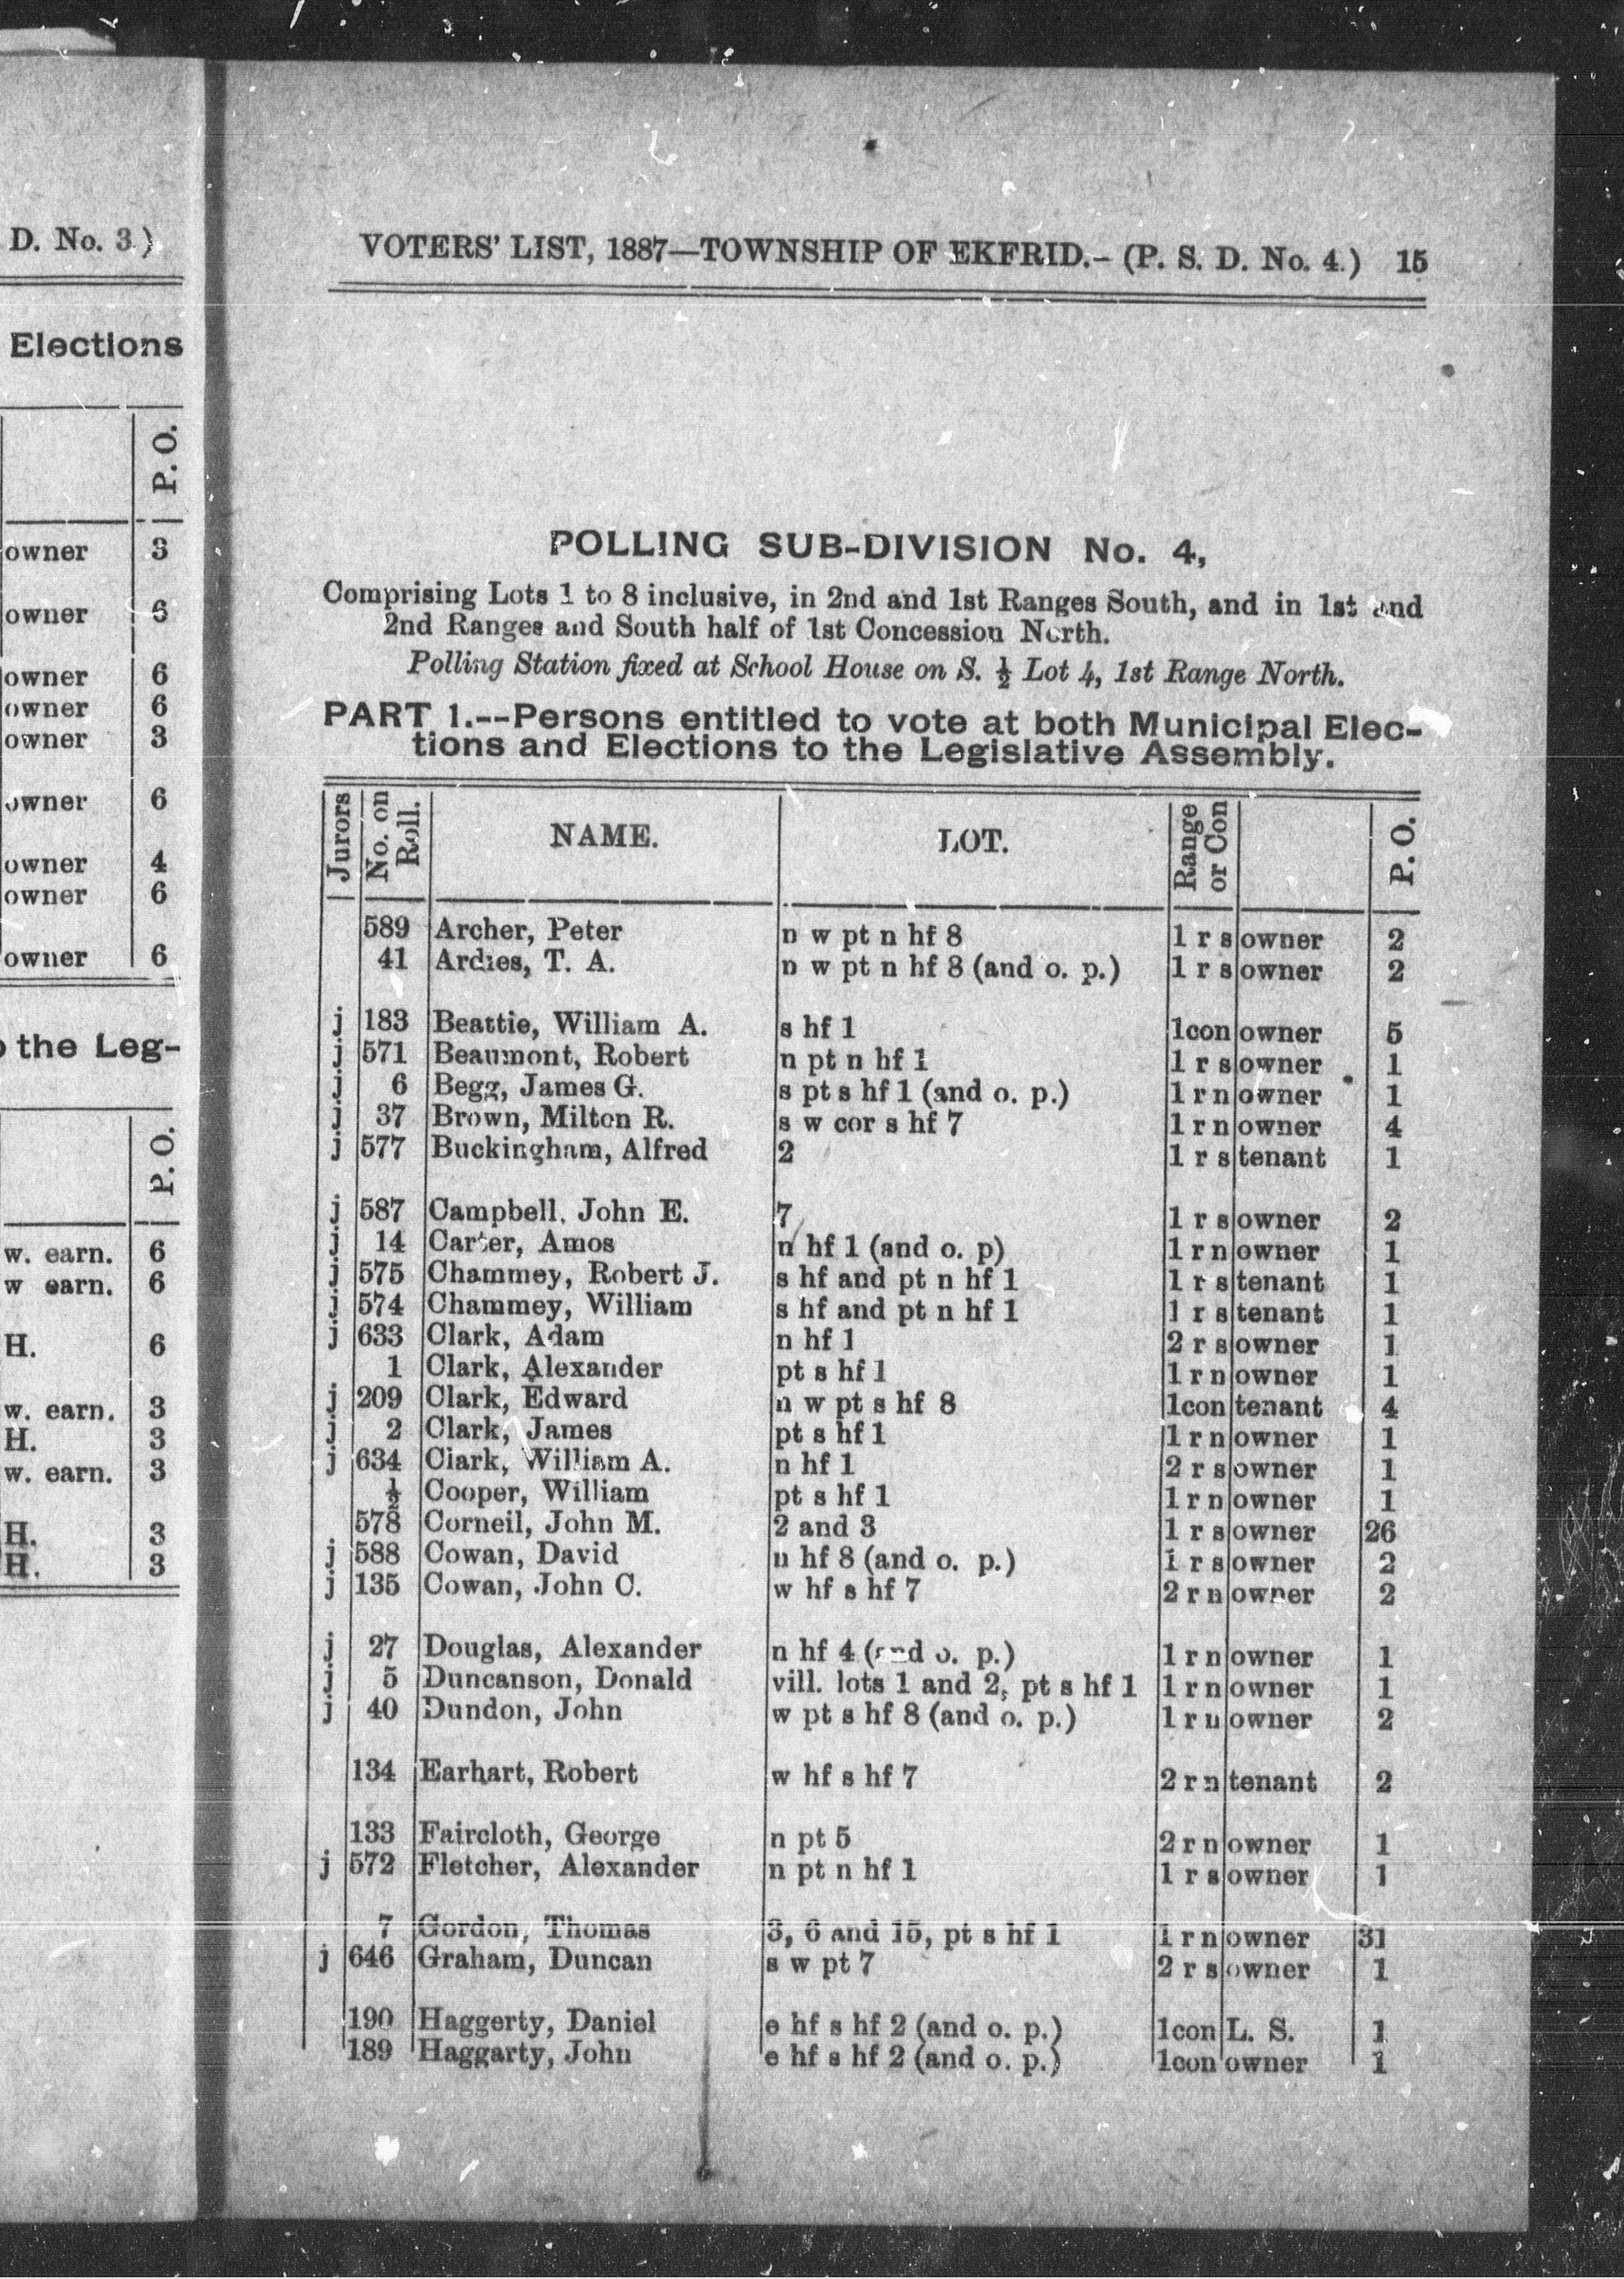 D. No. 3.)
Elections
P. O.
owner 3
owner 6
owner 6
owner 6
owner 3
owner 6
owner 4
owner 6
owner 6
o the Leg-
P. O.
w. earn. 6
w earn. 6
H. 6
w. earn. 3
H. 3
w. earn. 3
H. 3
H. 3
VOTERS' LIST, 1887—TOWNSHIP OF EKFRID.- (P. S. D. No. 4.) 15
POLLING SUB-DIVISION No. 4,
Comprising Lots 1 to 8 inclusive, in 2nd and 1st Ranges South, and in 1st and
2nd Ranges and South half of 1st Concession North.
Polling Station fixed at School House on S. ½ Lot 4, 1st Range North.
PART 1.--Persons entitled to vote at both Municipal Elec-
tions and Elections to the Legislative Assembly.
Jurors No. on Roll. NAME. LOT. Range or Con P. O.
589 Archer, Peter n w pt n hf 8 1 r s owner 2
41 Ardies, T. A. n w pt n hf 8 (and o. p.) 1 r s owner 2
j 183 Beattie, William A. s hf 1 1con owner 5
j 571 Beaumont, Robert n pt n hf 1 1 r s owner 1
j 6 Begg, James G. s pt s hf 1 (and o. p.) 1 r n owner 1
j 37 Brown, Milton R. s w cor s hf 7 1 r n owner 4
j 577 Buckingham, Alfred 2 1 r s tenant 1
j 587 Campbell, John E. 7 1 r s owner 2
j 14 Carter, Amos n hf 1 (and o. p) 1 r n owner 1
j 575 Chammey, Robert J. s hf and pt n hf 1 1 r s tenant 1
j 574 Chammey, William s hf and pt n hf 1 1 r s tenant 1
j 633 Clark, Adam n hf 1 2 r s owner 1
1 Clark, Alexander pt s hf 1 1 r n owner 1
j 209 Clark, Edward n w pt s hf 8 1con tenant 4
j 2 Clark, James pt s hf 1 1 r n owner 1
j 634 Clark, William A. n hf 1 2 r s owner 1
½ Cooper, William pt s hf 1 1 r n owner 1
578 Corneil, John M. 2 and 3 1 r s owner 26
j 588 Cowan, David n hf 8 (and o. p.) 1 r s owner 2
j 135 Cowan, John C. w hf s hf 7 2 r n owner 2
j 27 Douglas, Alexander n hf 4 (and o. p.) 1 r n owner 1
j 5 Duncanson, Donald vill. lots 1 and 2, pt s hf 1 1 r n owner 1
j 40 Dundon, John w pt s hf 8 (and o. p.) 1 r n owner 2
134 Earhart, Robert w hf s hf 7 2 r n tenant 2
133 Faircloth, George n pt 5 2 r n owner 1
j 572 Fletcher, Alexander n pt n hf 1 1 r s owner 1
7 Gordon, Thomas 3, 6 and 15, pt s hf 1 1 r n owner 31
j 646 Graham, Duncan s w pt 7 2 r s owner 1
190 Haggerty, Daniel e hf s hf 2 (and o. p.) 1con L. S. 1
189 Haggarty, John e hf s hf 2 (and o. p.) 1con owner 1